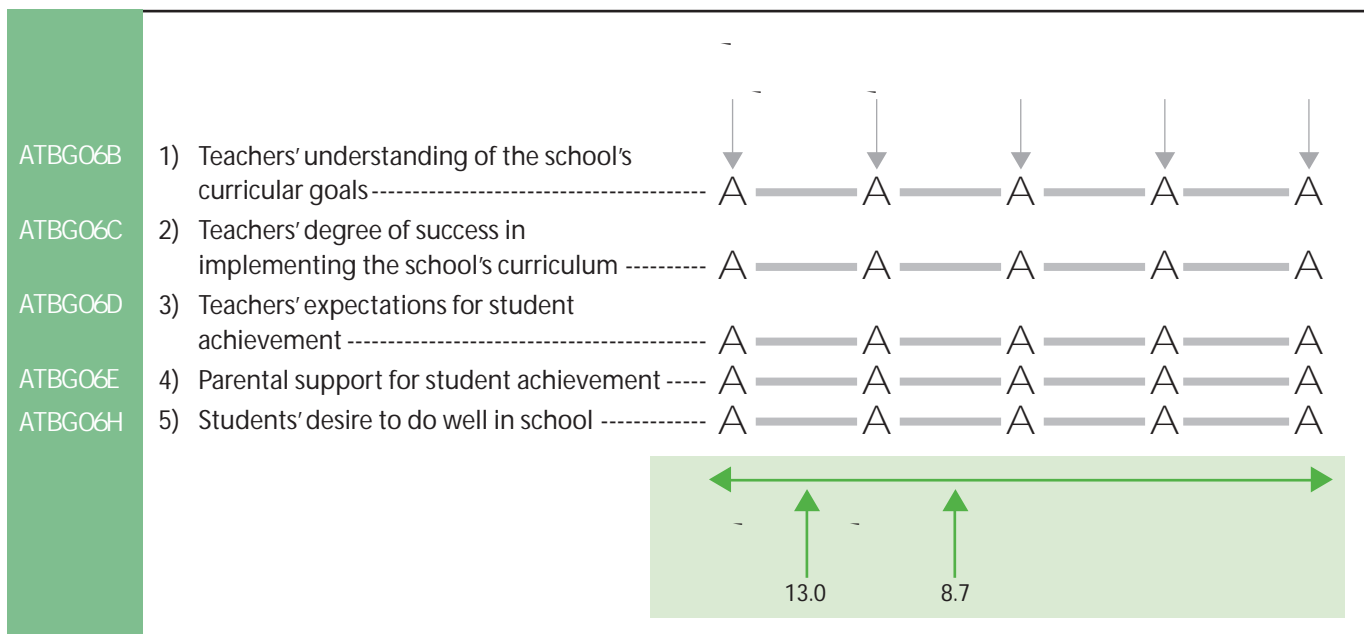 ATBG06B 1) Teachers' understanding of the school's
curricular goals ----------------------------------------- A A A A A
ATBG06C 2) Teachers' degree of success in
implementing the school's curriculum ---------- A A A A A
ATBG06D 3) Teachers' expectations for student
achievement -------------------------------------------- A A A A A
ATBG06E 4) Parental support for student achievement ----- A A A A A
ATBG06H 5) Students' desire to do well in school ------------- A A A A A
13.0 8.7